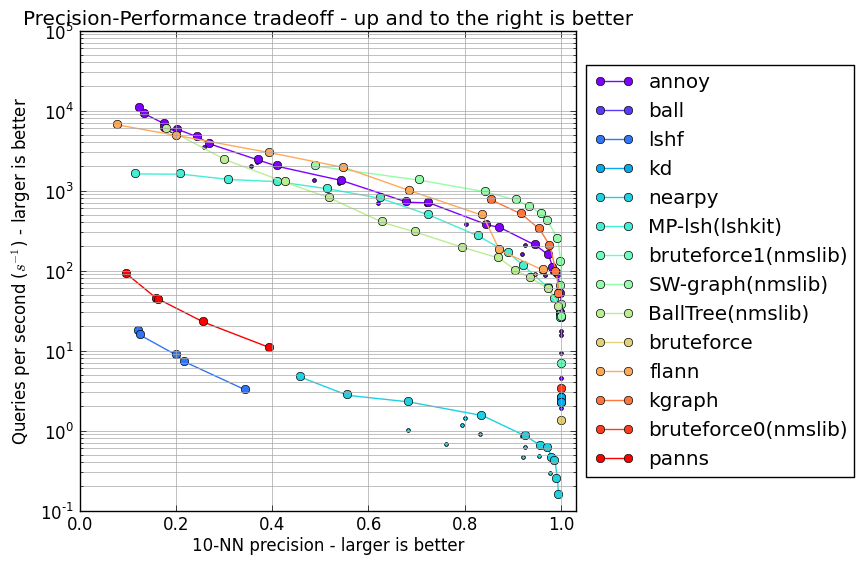 Precision-Performance tradeoff - up and to the right is better
10^5
10^4
10^3
10^2
10^1
10^0
10^-1
Queries per second (s^-1) - larger is better
0.0 0.2 0.4 0.6 0.8 1.0
10-NN precision - larger is better
annoy
ball
lshf
kd
nearpy
MP-lsh(lshkit)
bruteforce1(nmslib)
SW-graph(nmslib)
BallTree(nmslib)
bruteforce
flann
kgraph
bruteforce0(nmslib)
panns